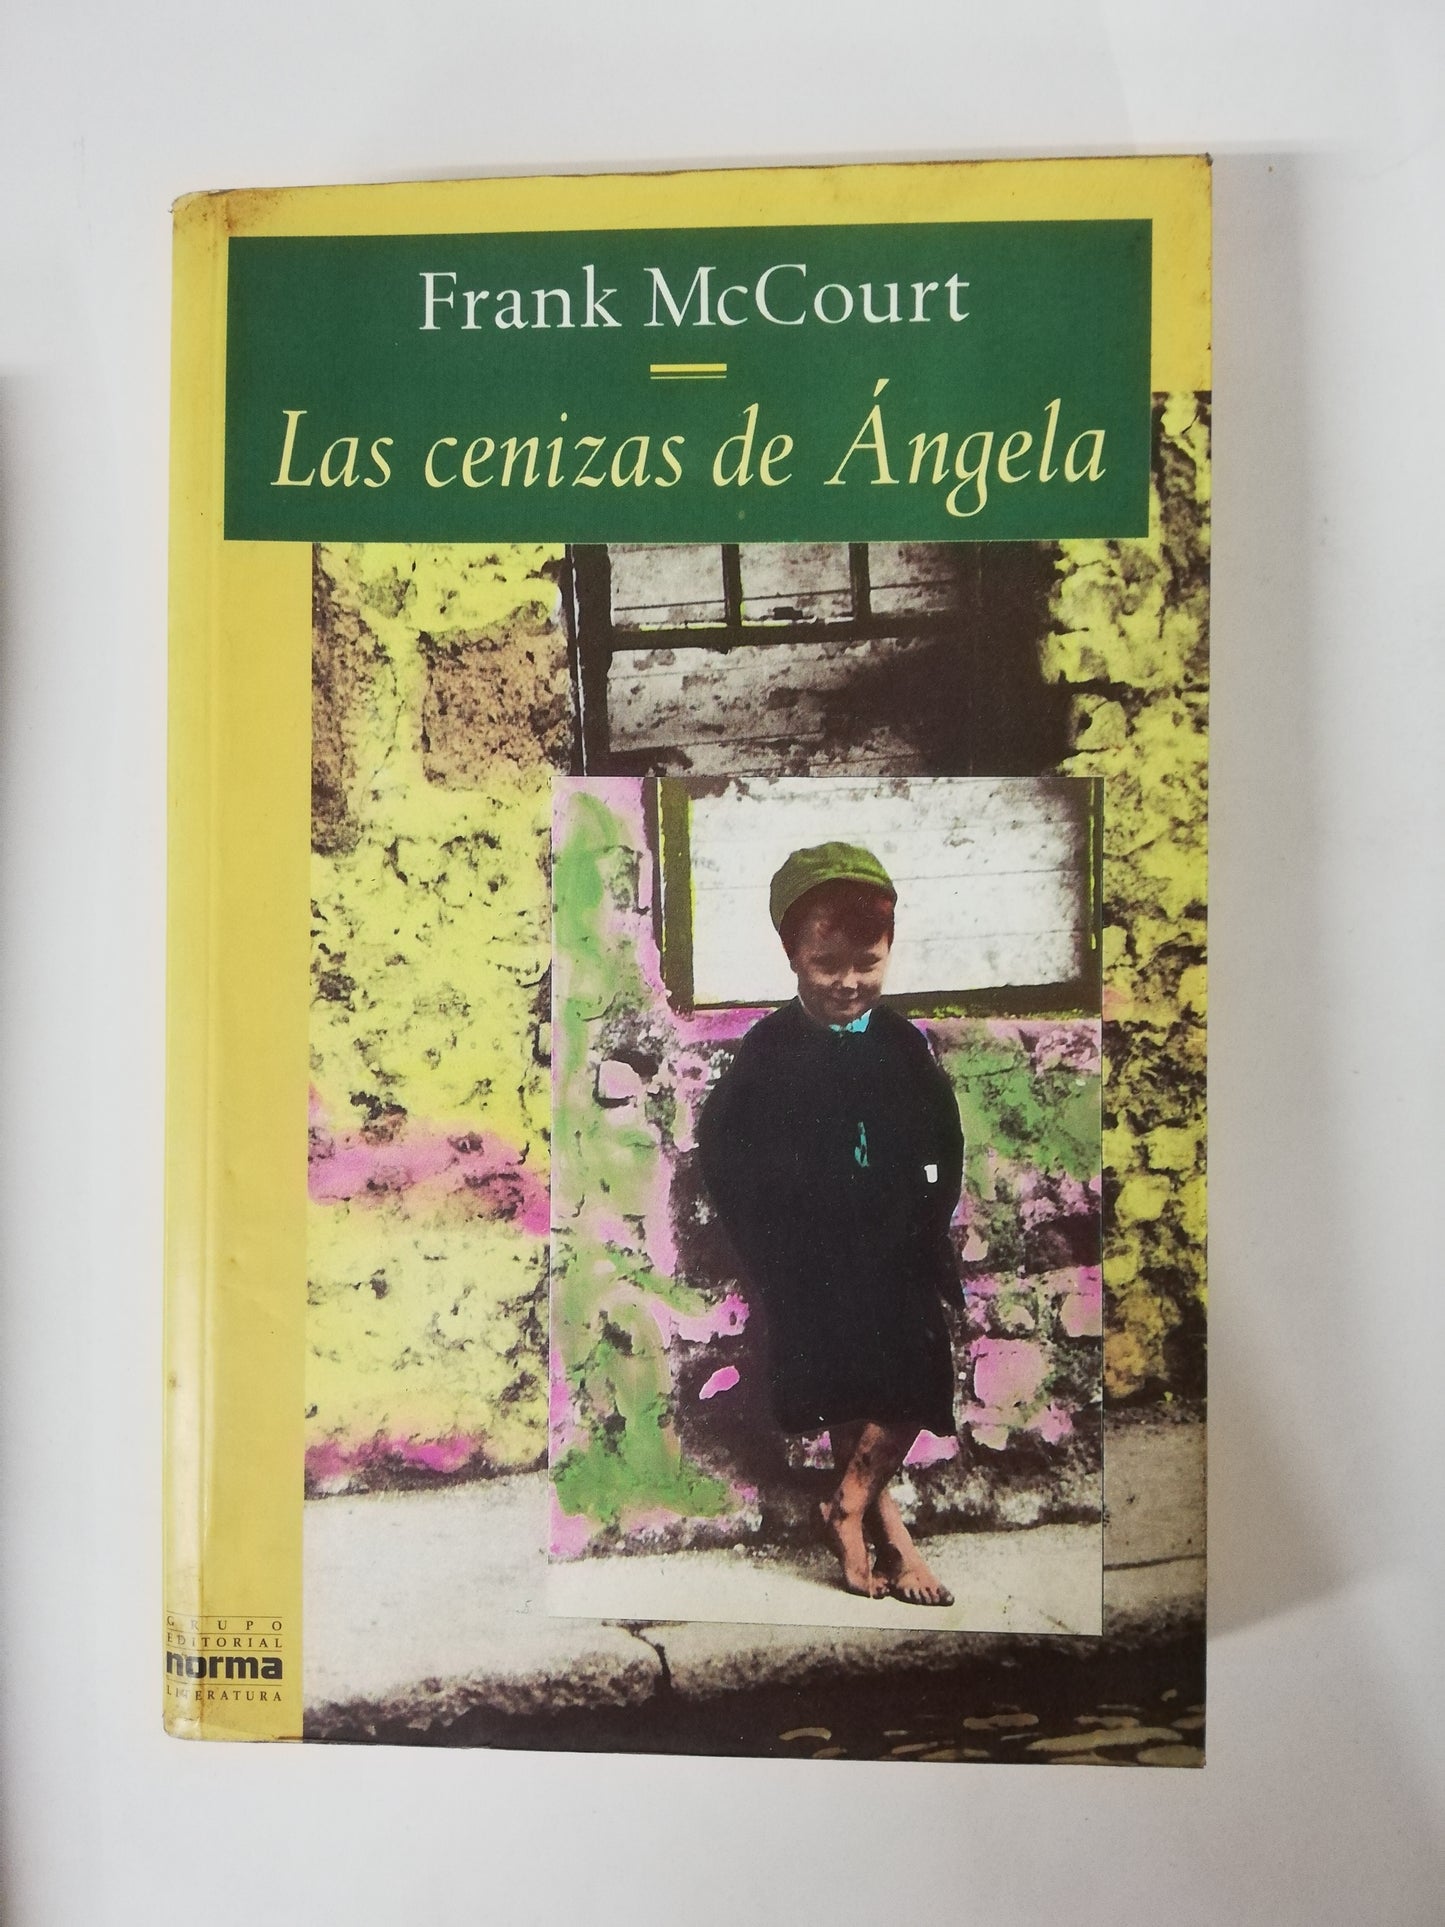 Frank McCourt
Las cenizas de Ángela
GRUPO
EDITORIAL
norma
LITERATURA